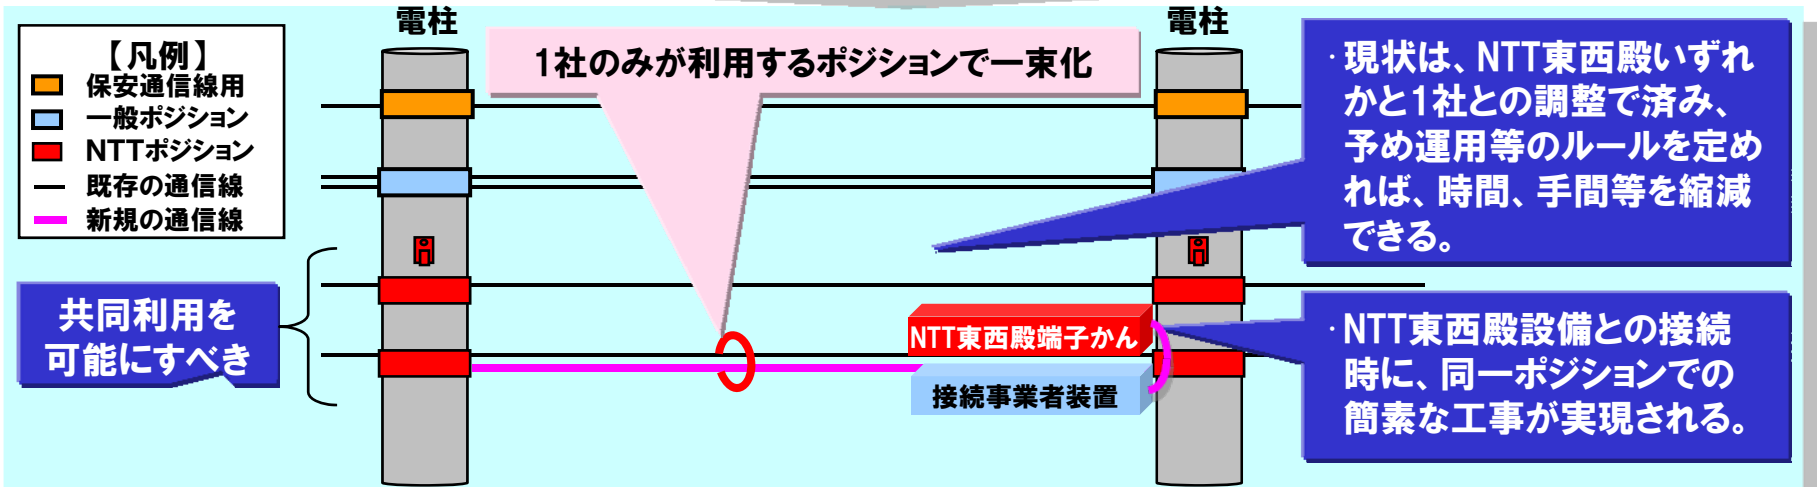 電柱
電柱
【凡例】
保安通信線用
一般ポジション
NTTポジション
既存の通信線
新規の通信線
1社のみが利用するポジションで一束化
・現状は、NTT東西殿いずれ
かと1社との調整で済み、
予め運用等のルールを定め
れば、時間、手間等を縮減
できる。
共同利用を
可能にすべき
NTT東西殿端子かん
接続事業者装置
・NTT東西殿設備との接続
時に、同一ポジションでの
簡素な工事が実現される。